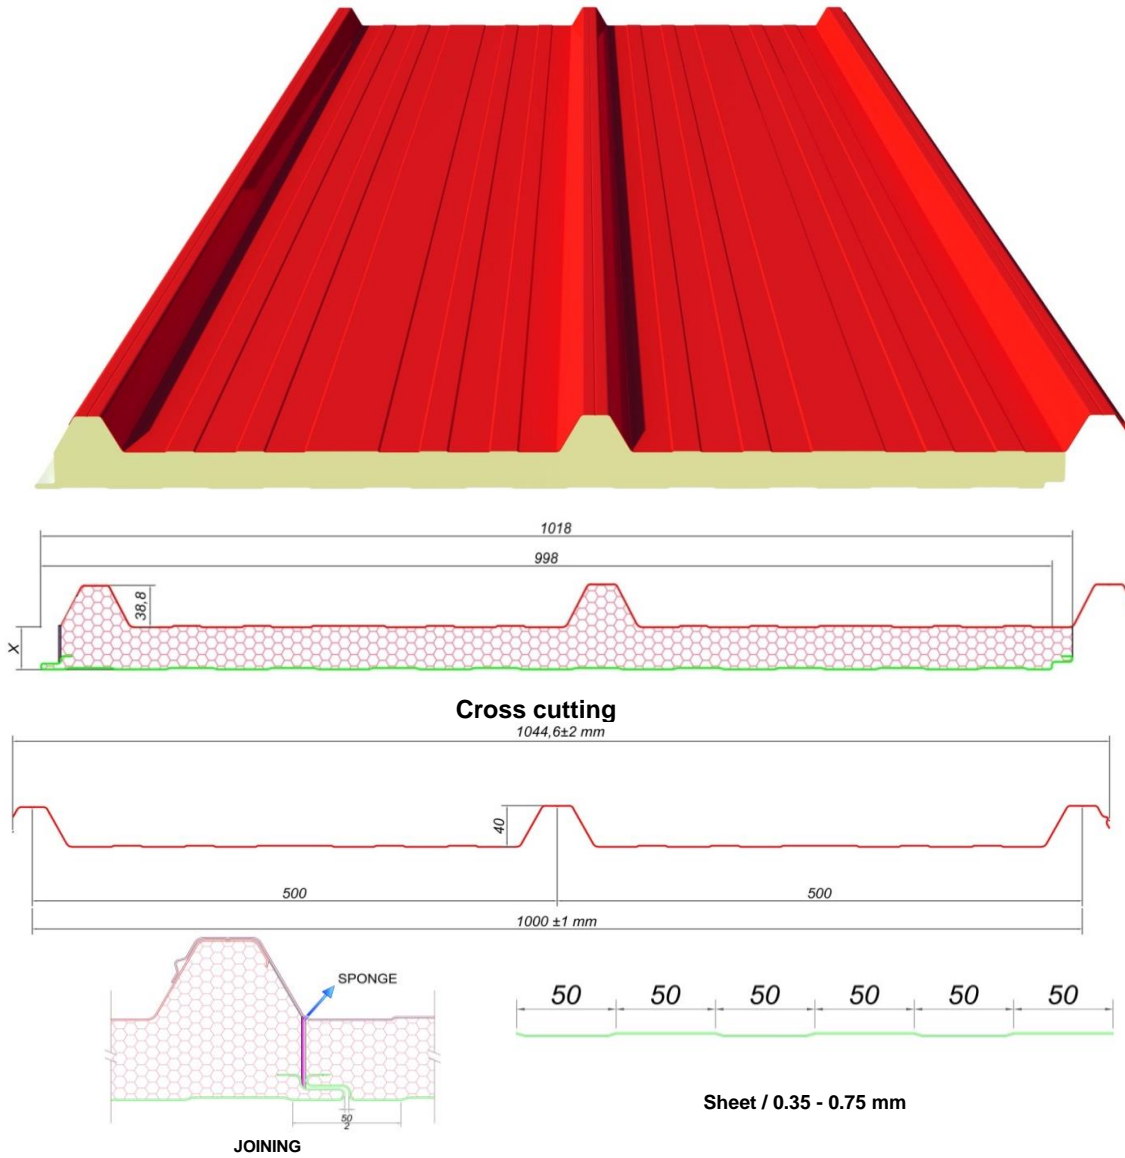 1018
998
38,8
X
Cross cutting
1044,6±2 mm
40
500 500
1000 ±1 mm
SPONGE
50 50 50 50 50 50
50
2
Sheet / 0.35 - 0.75 mm
JOINING